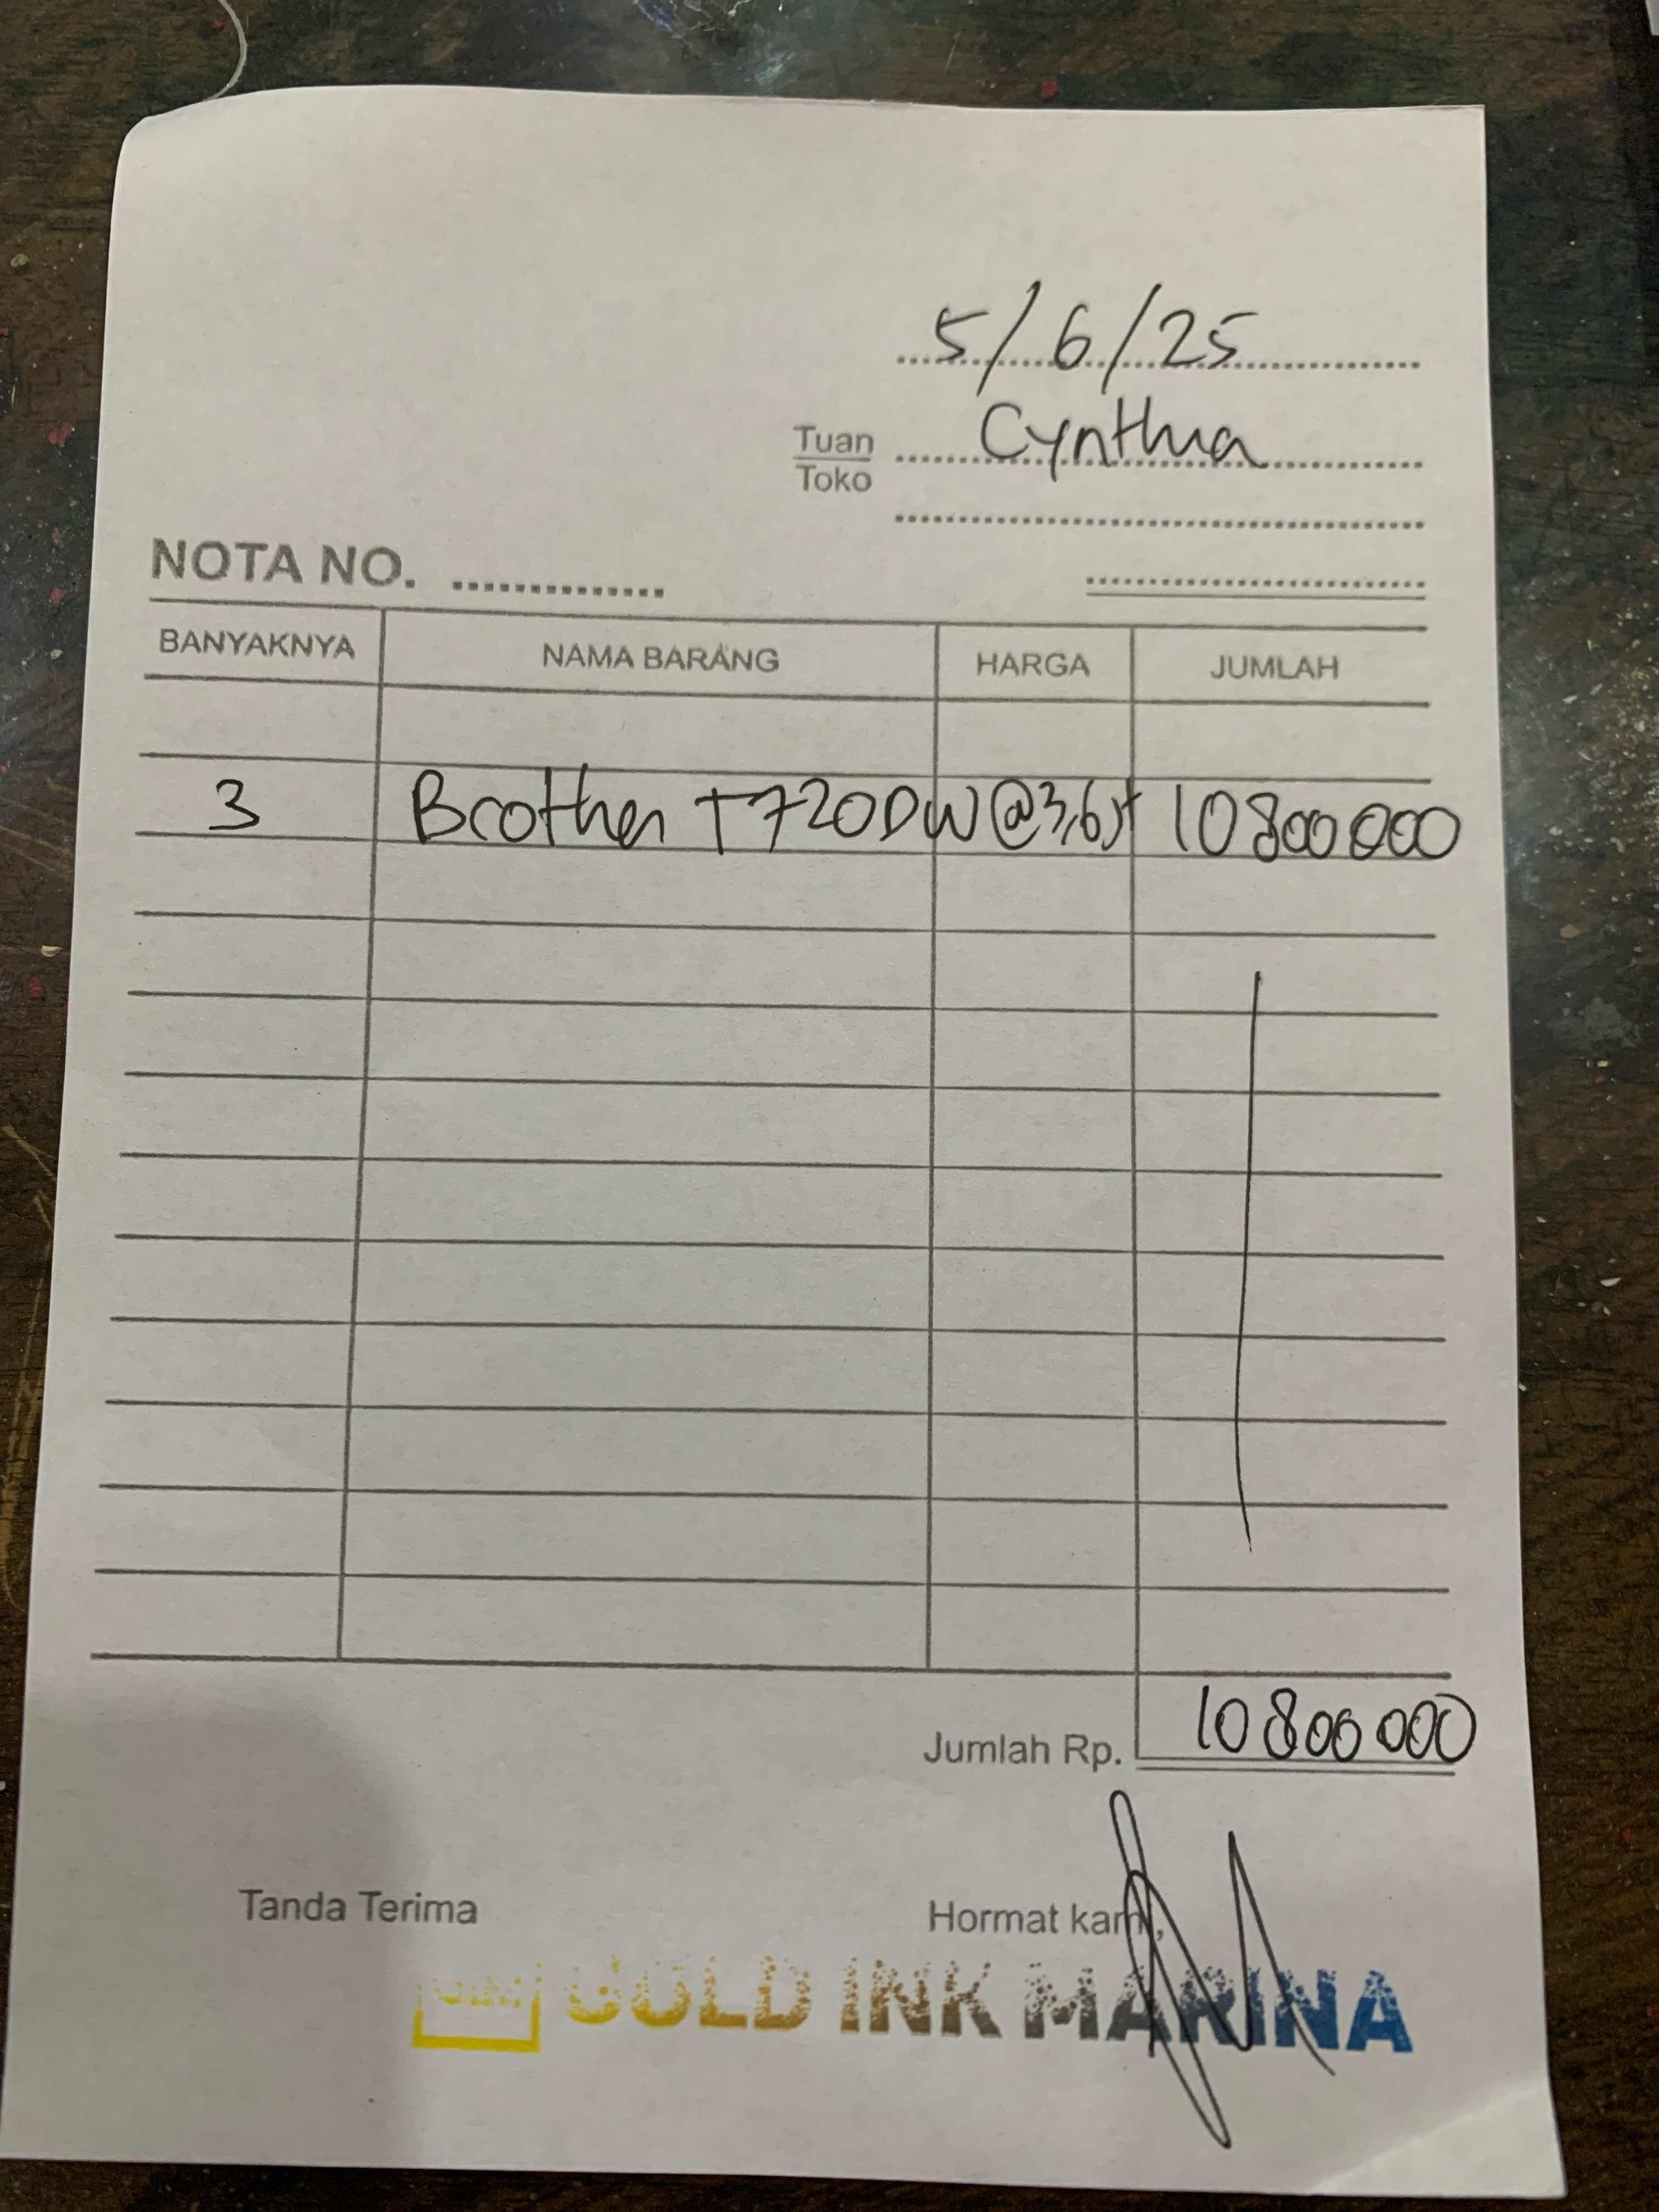 5/6/25
Tuan Cynthia
Toko
NOTA NO.
BANYAKNYA NAMA BARANG HARGA JUMLAH
3 Brother T720DW @3,6jt 10800000
Jumlah Rp. 10800000
Tanda Terima Hormat kami,
GOLD INK MARINA